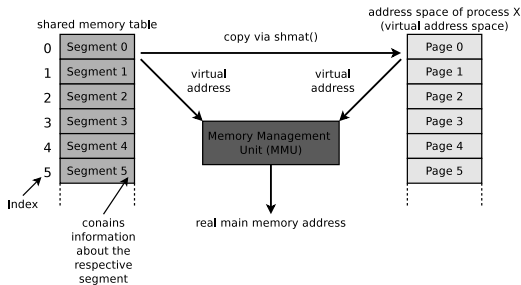 shared memory table
address space of process X
(virtual address space)
0
Segment 0
copy via shmat()
Page 0
1
Segment 1
virtual
address
virtual
address
Page 1
2
Segment 2
Page 2
3
Segment 3
Memory Management
Unit (MMU)
Page 3
4
Segment 4
Page 4
5
Segment 5
Page 5
Index
conains
information
about the
respective
segment
real main memory address